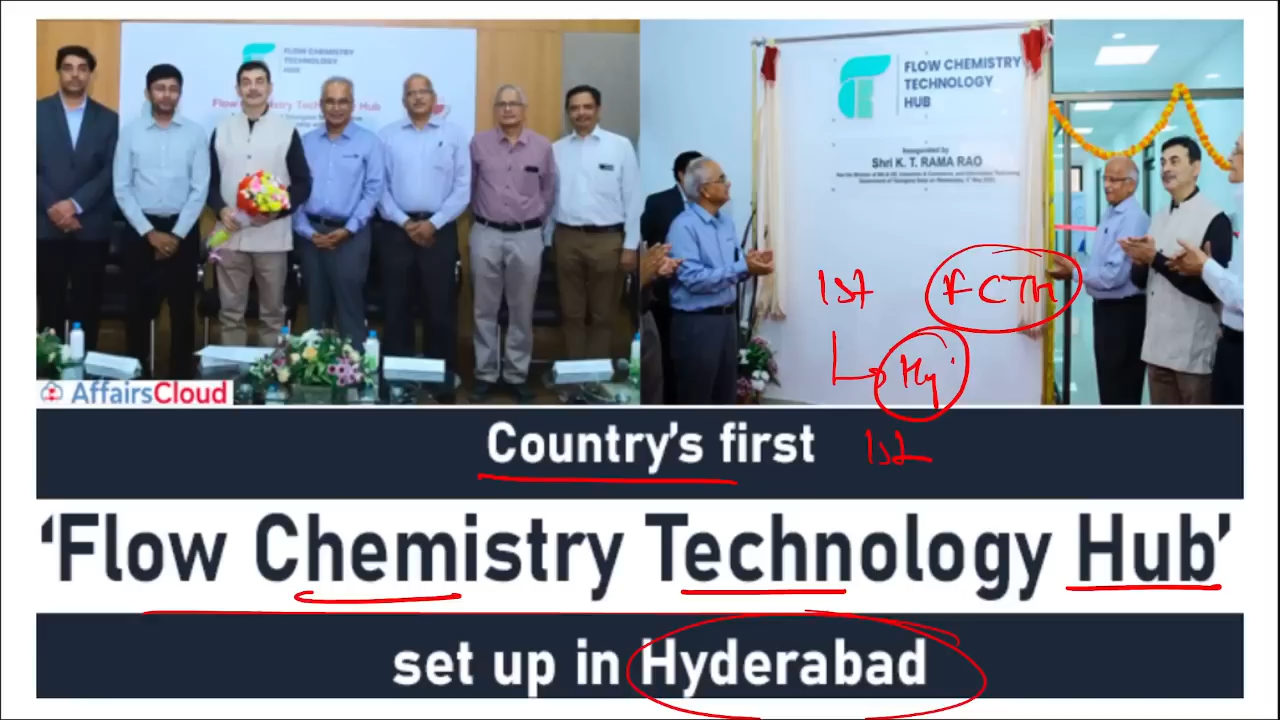 FLOW CHEMISTRY
TECHNOLOGY
HUB
FLOW CHEMISTRY
TECHNOLOGY
HUB
Inaugurated by
Shri K. T. RAMA RAO
1st FCTH
Hy
AffairsCloud
Country's first 1st
'Flow Chemistry Technology Hub'
set up in Hyderabad